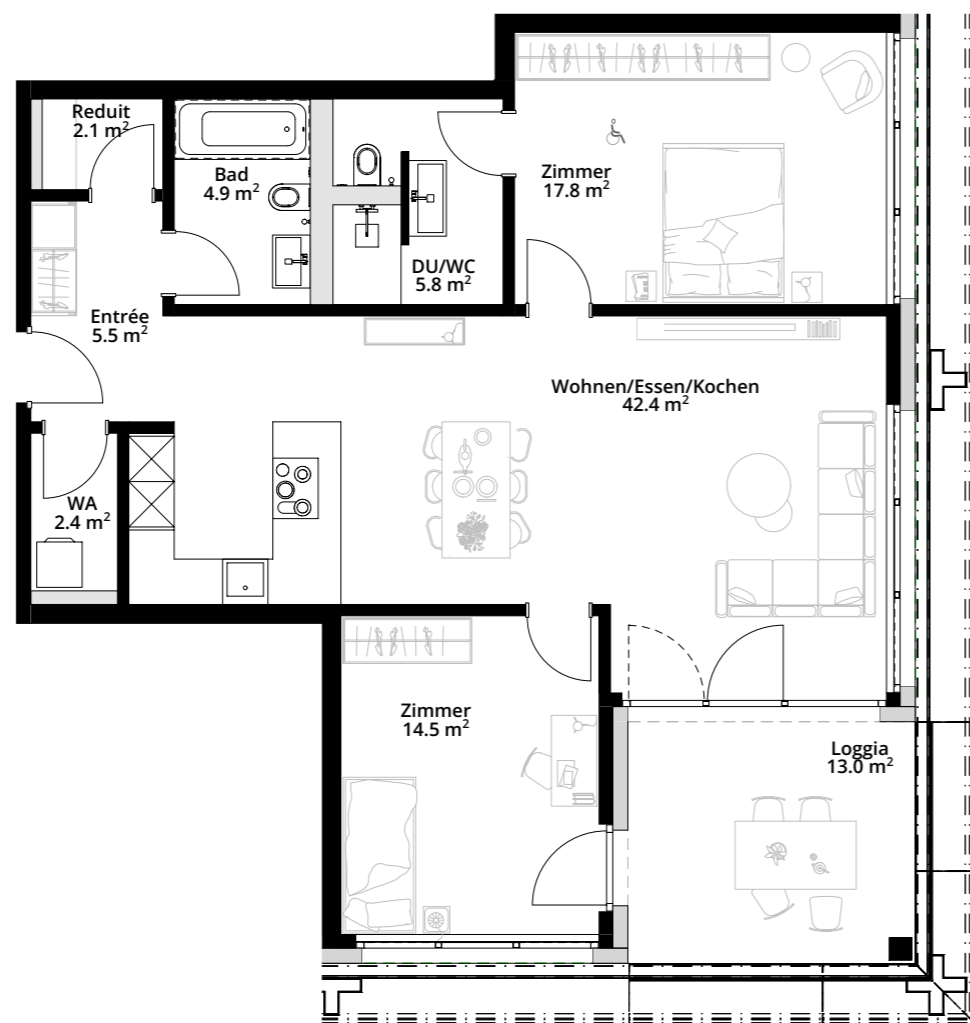 Reduit
2.1 m²
Bad
4.9 m²
Zimmer
17.8 m²
DU/WC
5.8 m²
Entrée
5.5 m²
Wohnen/Essen/Kochen
42.4 m²
WA
2.4 m²
Zimmer
14.5 m²
Loggia
13.0 m²